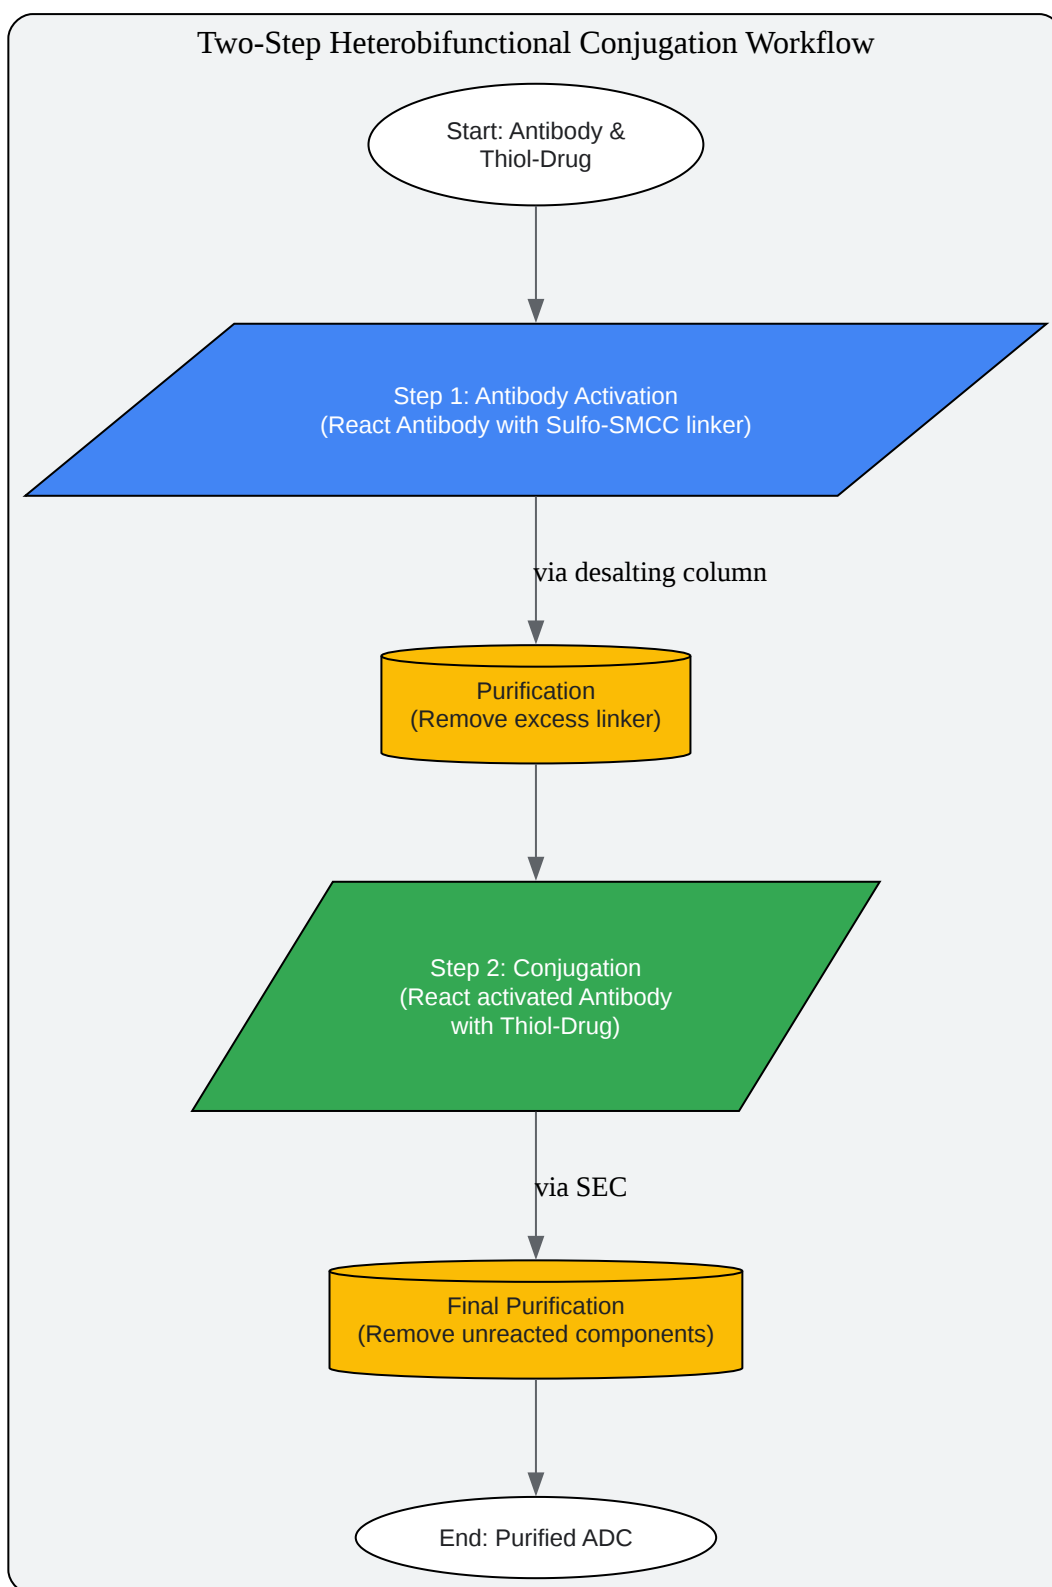 Two-Step Heterobifunctional Conjugation Workflow
Start: Antibody &
Thiol-Drug
Step 1: Antibody Activation
(React Antibody with Sulfo-SMCC linker)
via desalting column
Purification
(Remove excess linker)
Step 2: Conjugation
(React activated Antibody
with Thiol-Drug)
via SEC
Final Purification
(Remove unreacted components)
End: Purified ADC